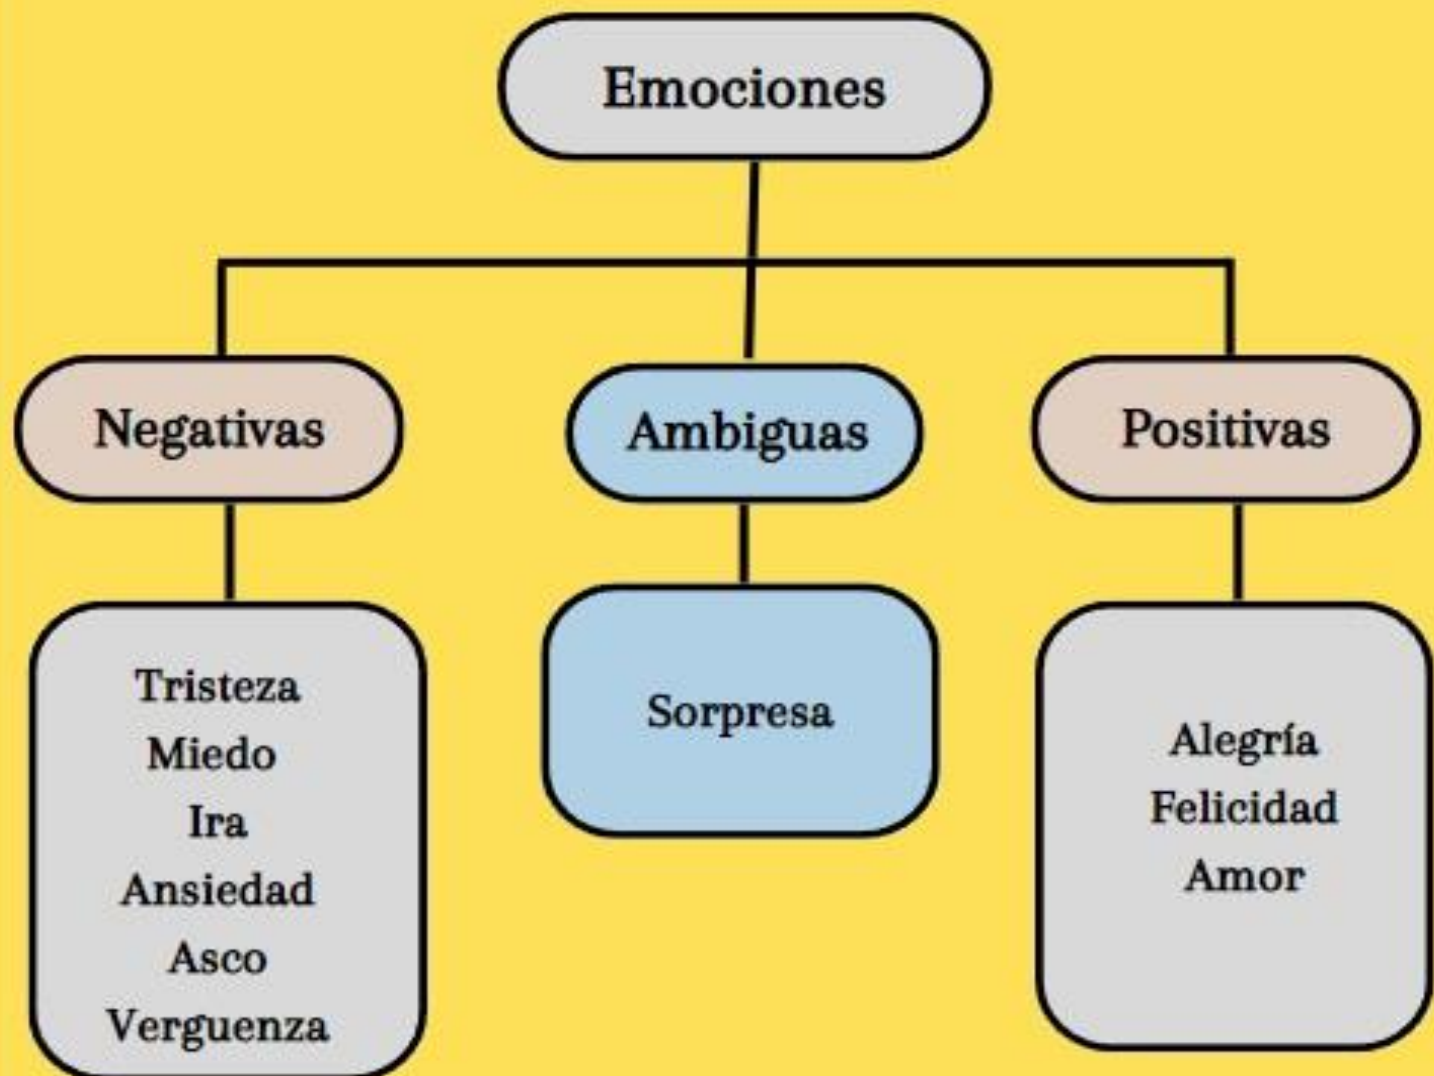 Emociones
Negativas
Ambiguas
Positivas
Tristeza
Miedo
Ira
Ansiedad
Asco
Verguenza
Sorpresa
Alegría
Felicidad
Amor